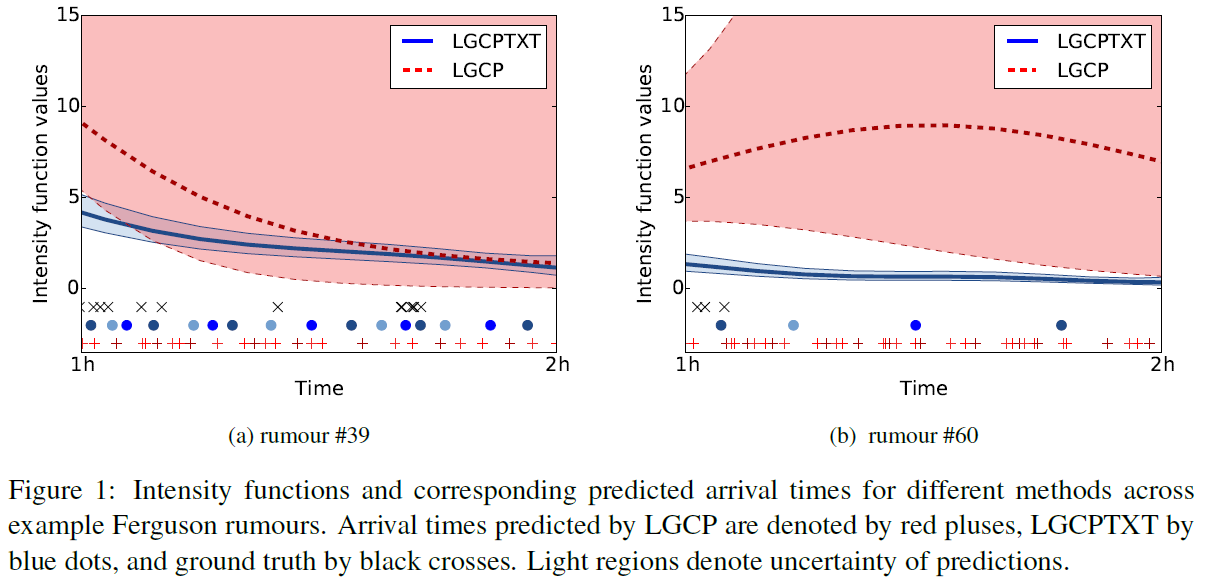 15
10
5
0
Intensity function values
LGCPTXT
LGCP
1h
2h
Time
(a) rumour #39
15
10
5
0
Intensity function values
LGCPTXT
LGCP
1h
2h
Time
(b) rumour #60
Figure 1: Intensity functions and corresponding predicted arrival times for different methods across
example Ferguson rumours. Arrival times predicted by LGCP are denoted by red pluses, LGCPTXT by
blue dots, and ground truth by black crosses. Light regions denote uncertainty of predictions.